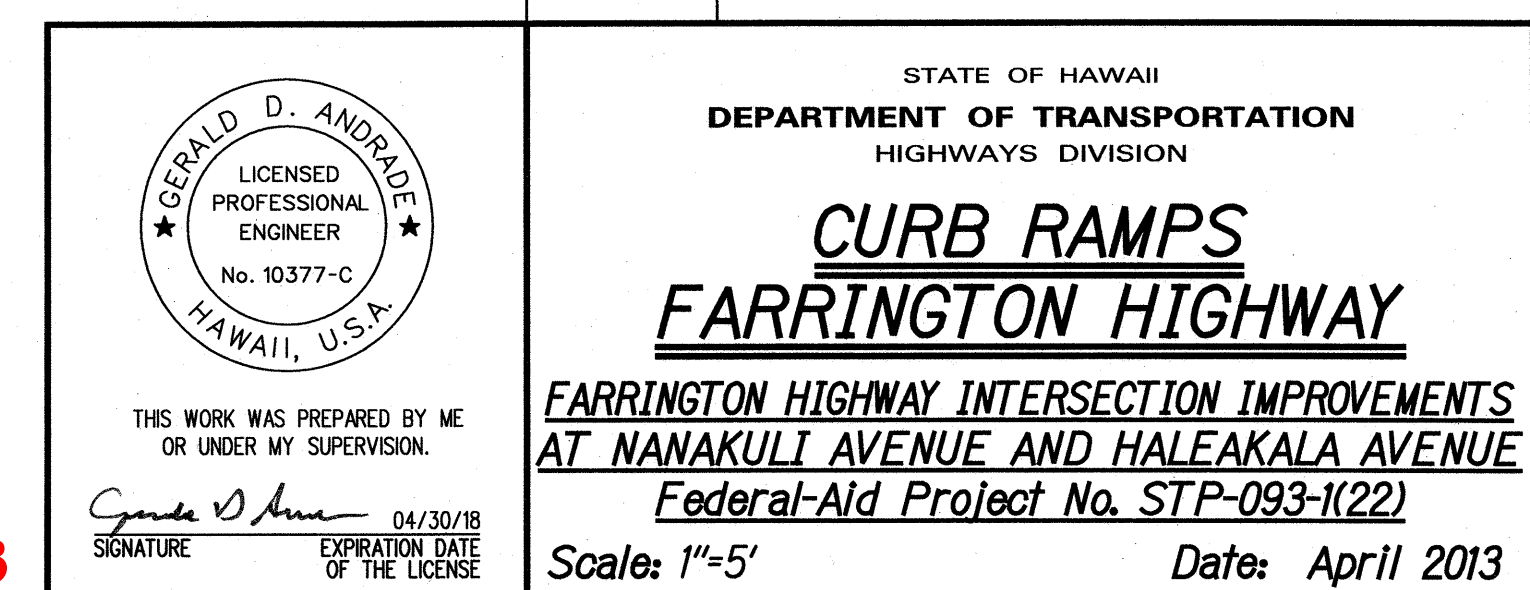 GERALD D. ANDRADE
LICENSED
PROFESSIONAL
ENGINEER
No. 10377-C
HAWAII, U.S.A.
THIS WORK WAS PREPARED BY ME
OR UNDER MY SUPERVISION.
04/30/18
SIGNATURE
EXPIRATION DATE
OF THE LICENSE
STATE OF HAWAII
DEPARTMENT OF TRANSPORTATION
HIGHWAYS DIVISION
CURB RAMPS
FARRINGTON HIGHWAY
FARRINGTON HIGHWAY INTERSECTION IMPROVEMENTS
AT NANAKULI AVENUE AND HALEAKALA AVENUE
Federal-Aid Project No. STP-093-1(22)
Scale: 1"=5' Date: April 2013